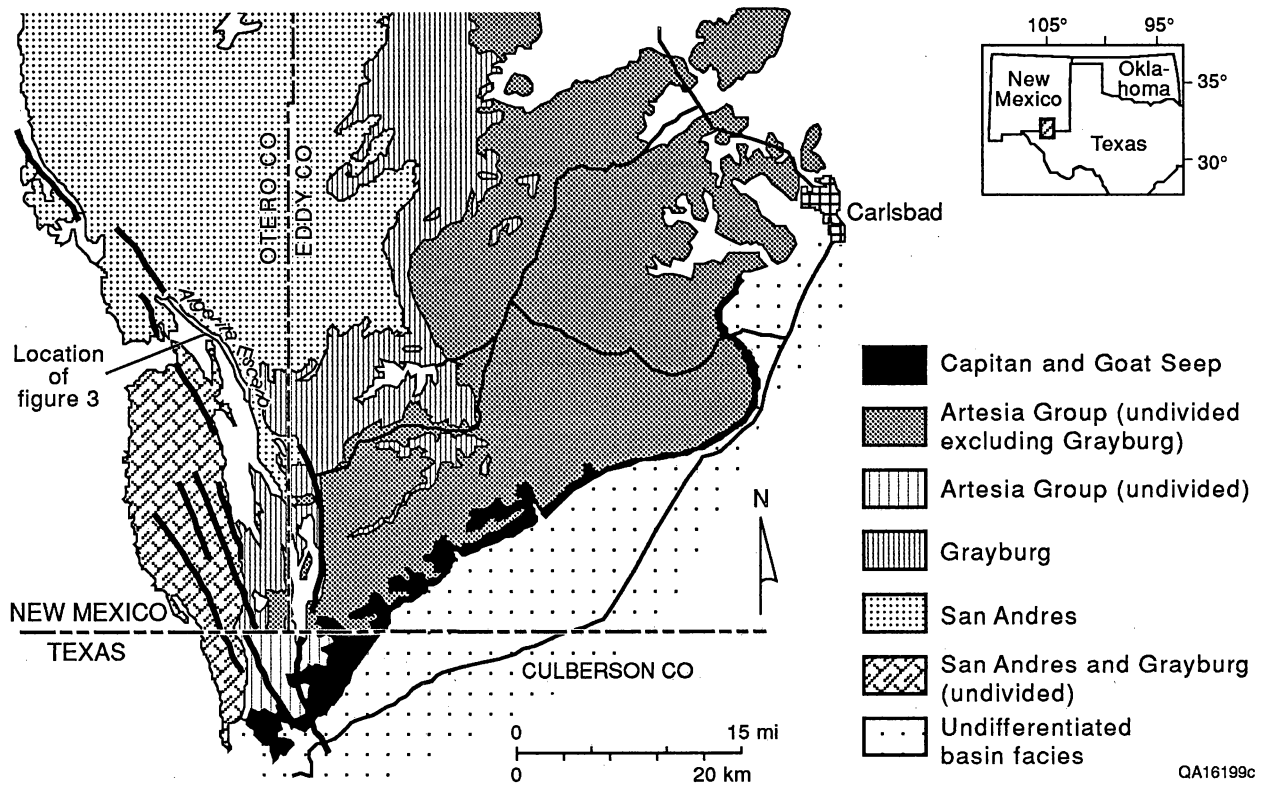 105°
95°
New
Mexico
Okla-
homa
Texas
35°
30°
OTERO CO
EDDY CO
Carlsbad
Algerita Escarp.
Location
of
figure 3
NEW MEXICO
TEXAS
CULBERSON CO
N
0
15 mi
0
20 km
Capitan and Goat Seep
Artesia Group (undivided
excluding Grayburg)
Artesia Group (undivided)
Grayburg
San Andres
San Andres and Grayburg
(undivided)
Undifferentiated
basin facies
QA16199c